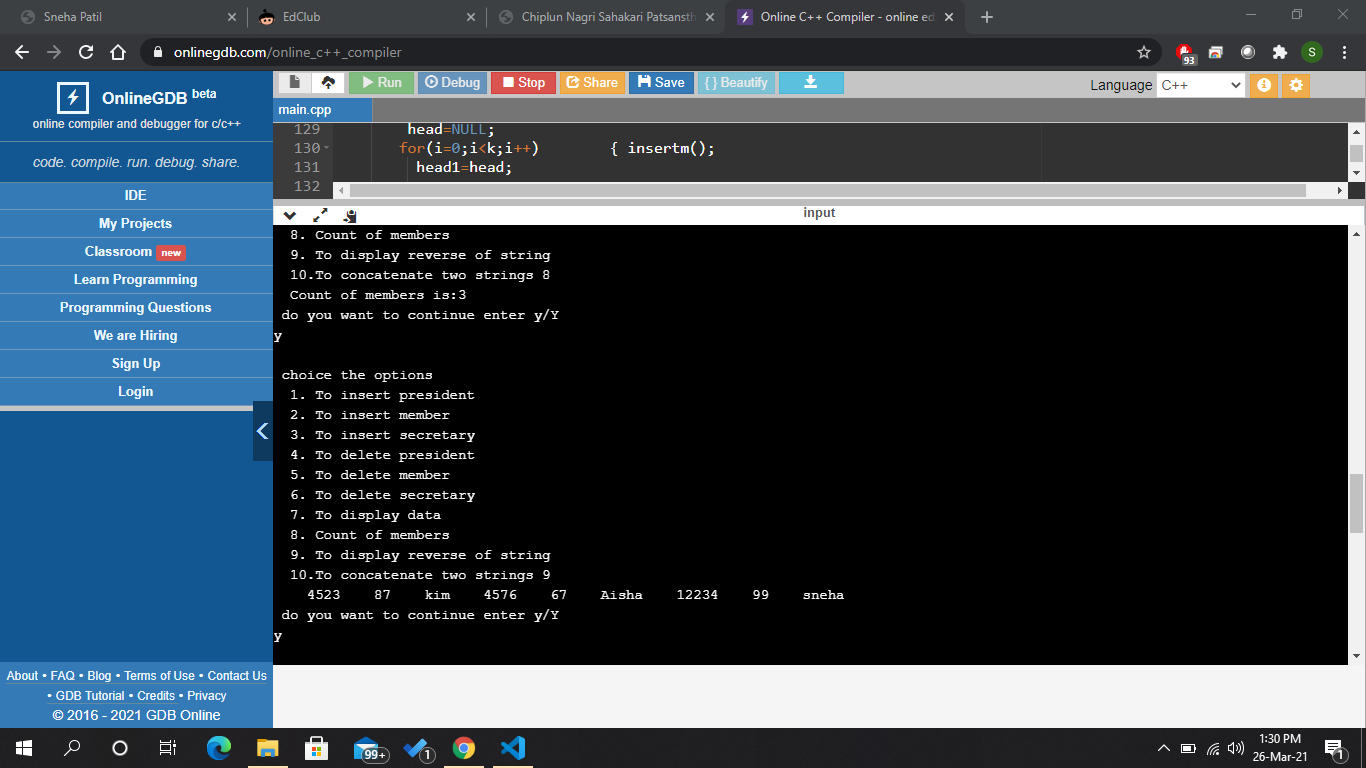 Sneha Patil
EdClub
Chiplun Nagri Sahakari Patsansth
Online C++ Compiler - online ed
onlinegdb.com/online_c++_compiler
93
S
OnlineGDB beta
online compiler and debugger for c/c++
code. compile. run. debug. share.
IDE
My Projects
Classroom new
Learn Programming
Programming Questions
We are Hiring
Sign Up
Login
About • FAQ • Blog • Terms of Use • Contact Us
• GDB Tutorial • Credits • Privacy
© 2016 - 2021 GDB Online
Run Debug Stop Share Save { } Beautify
Language C++
main.cpp
129 head=NULL;
130 for(i=0;i<k;i++) { insertm();
131 head1=head;
132
input
8. Count of members
9. To display reverse of string
10.To concatenate two strings 8
Count of members is:3
do you want to continue enter y/Y
y
choice the options
1. To insert president
2. To insert member
3. To insert secretary
4. To delete president
5. To delete member
6. To delete secretary
7. To display data
8. Count of members
9. To display reverse of string
10.To concatenate two strings 9
4523 87 kim 4576 67 Aisha 12234 99 sneha
do you want to continue enter y/Y
y
99+
1
1:30 PM
26-Mar-21
1